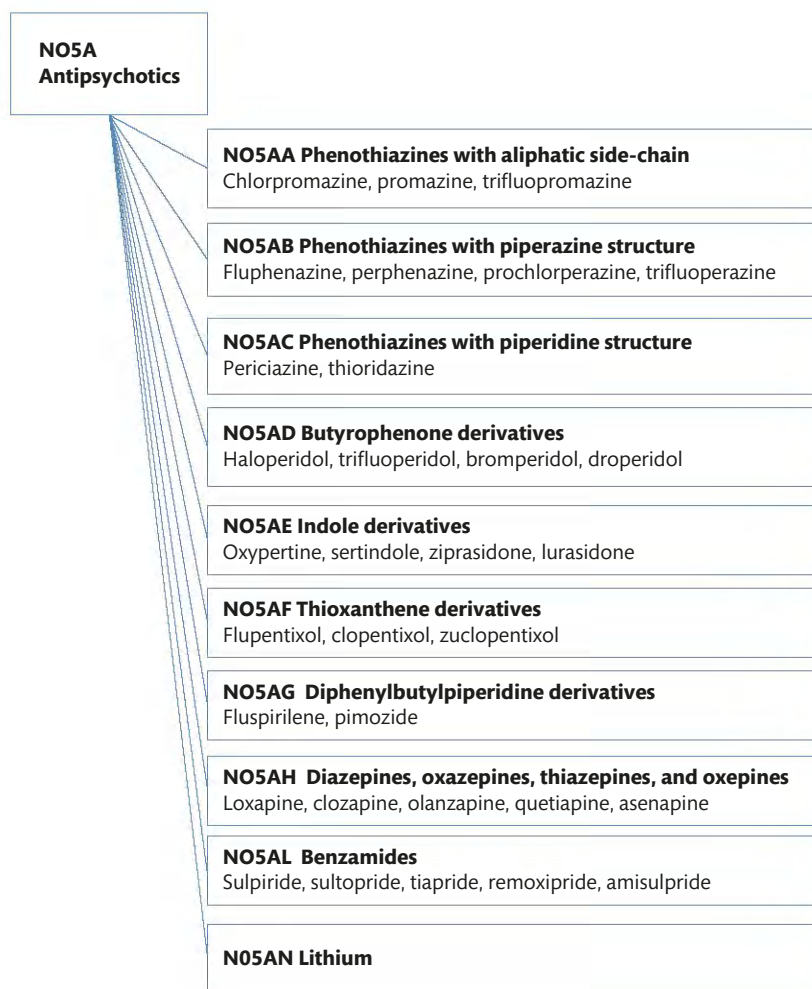 NO5A
Antipsychotics
NO5AA Phenothiazines with aliphatic side-chain
Chlorpromazine, promazine, trifluopromazine
NO5AB Phenothiazines with piperazine structure
Fluphenazine, perphenazine, prochlorperazine, trifluoperazine
NO5AC Phenothiazines with piperidine structure
Periciazine, thioridazine
NO5AD Butyrophenone derivatives
Haloperidol, trifluoperidol, bromperidol, droperidol
NO5AE Indole derivatives
Oxypertine, sertindole, ziprasidone, lurasidone
NO5AF Thioxanthene derivatives
Flupentixol, clopentixol, zuclopentixol
NO5AG Diphenylbutylpiperidine derivatives
Fluspirilene, pimozide
NO5AH Diazepines, oxazepines, thiazepines, and oxepines
Loxapine, clozapine, olanzapine, quetiapine, asenapine
NO5AL Benzamides
Sulpiride, sultopride, tiapride, remoxipride, amisulpride
N05AN Lithium